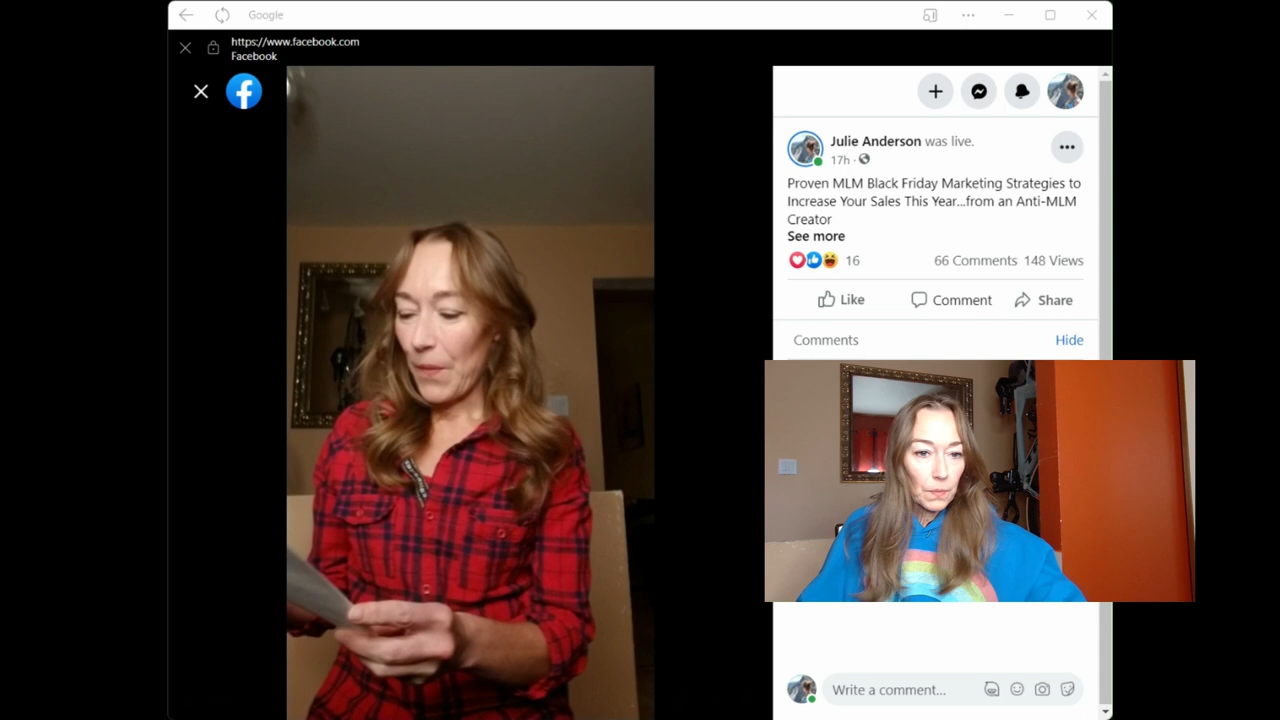 Google
https://www.facebook.com
Facebook
Julie Anderson was live.
17h ·
Proven MLM Black Friday Marketing Strategies to
Increase Your Sales This Year...from an Anti-MLM
Creator
See more
16
66 Comments 148 Views
Like
Comment
Share
Comments
Hide
Write a comment...